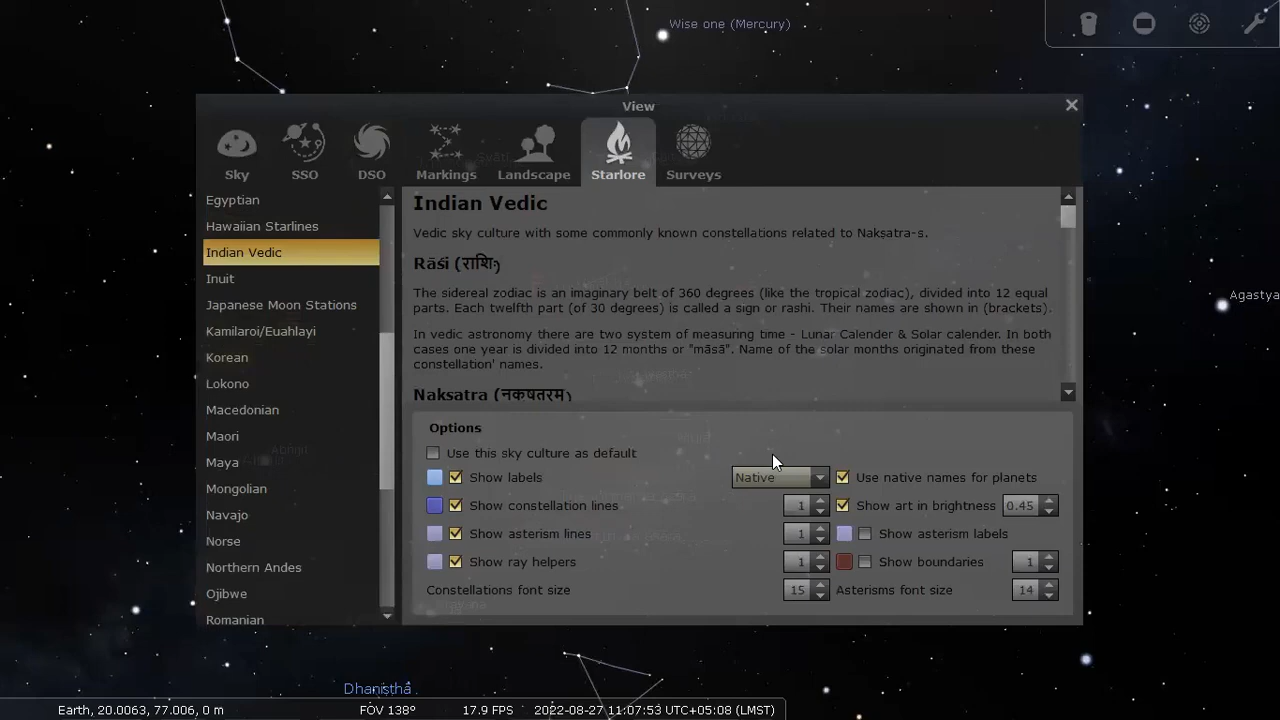 Wise one (Mercury)
View
Sky
SSO
DSO
Markings
Landscape
Starlore
Surveys
Egyptian
Hawaiian Starlines
Indian Vedic
Inuit
Japanese Moon Stations
Kamilaroi/Euahlayi
Korean
Lokono
Macedonian
Maori
Maya
Mongolian
Navajo
Norse
Northern Andes
Ojibwe
Romanian
Indian Vedic
Vedic sky culture with some commonly known constellations related to Nakṣatra-s.
Rāśi (राशिः)
The sidereal zodiac is an imaginary belt of 360 degrees (like the tropical zodiac), divided into 12 equal
parts. Each twelfth part (of 30 degrees) is called a sign or rashi. Their names are shown in (brackets).
In vedic astronomy there are two system of measuring time - Lunar Calender & Solar calender. In both
cases one year is divided into 12 months or "māsā". Name of the solar months originated from these
constellation' names.
Agastya
Options
Use this sky culture as default
Show labels
Native
Use native names for planets
Show constellation lines
1
Show art in brightness
0.45
Show asterism lines
1
Show asterism labels
Show ray helpers
1
Show boundaries
1
Constellations font size
15
Asterisms font size
14
Abhijit
Dhaniṣṭhā
Earth, 20.0063, 77.006, 0 m
FOV 138°
17.9 FPS
2022-08-27 11:07:53 UTC+05:08 (LMST)